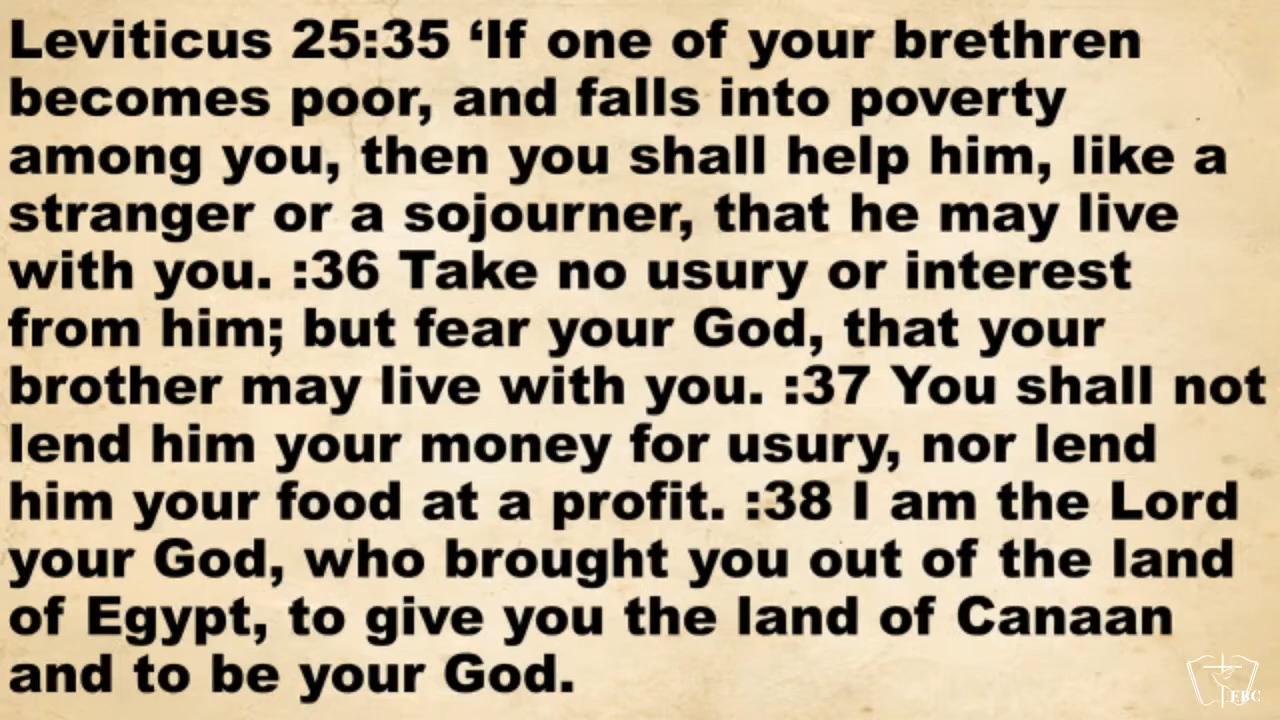 Leviticus 25:35 ‘If one of your brethren
becomes poor, and falls into poverty
among you, then you shall help him, like a
stranger or a sojourner, that he may live
with you. :36 Take no usury or interest
from him; but fear your God, that your
brother may live with you. :37 You shall not
lend him your money for usury, nor lend
him your food at a profit. :38 I am the Lord
your God, who brought you out of the land
of Egypt, to give you the land of Canaan
and to be your God.